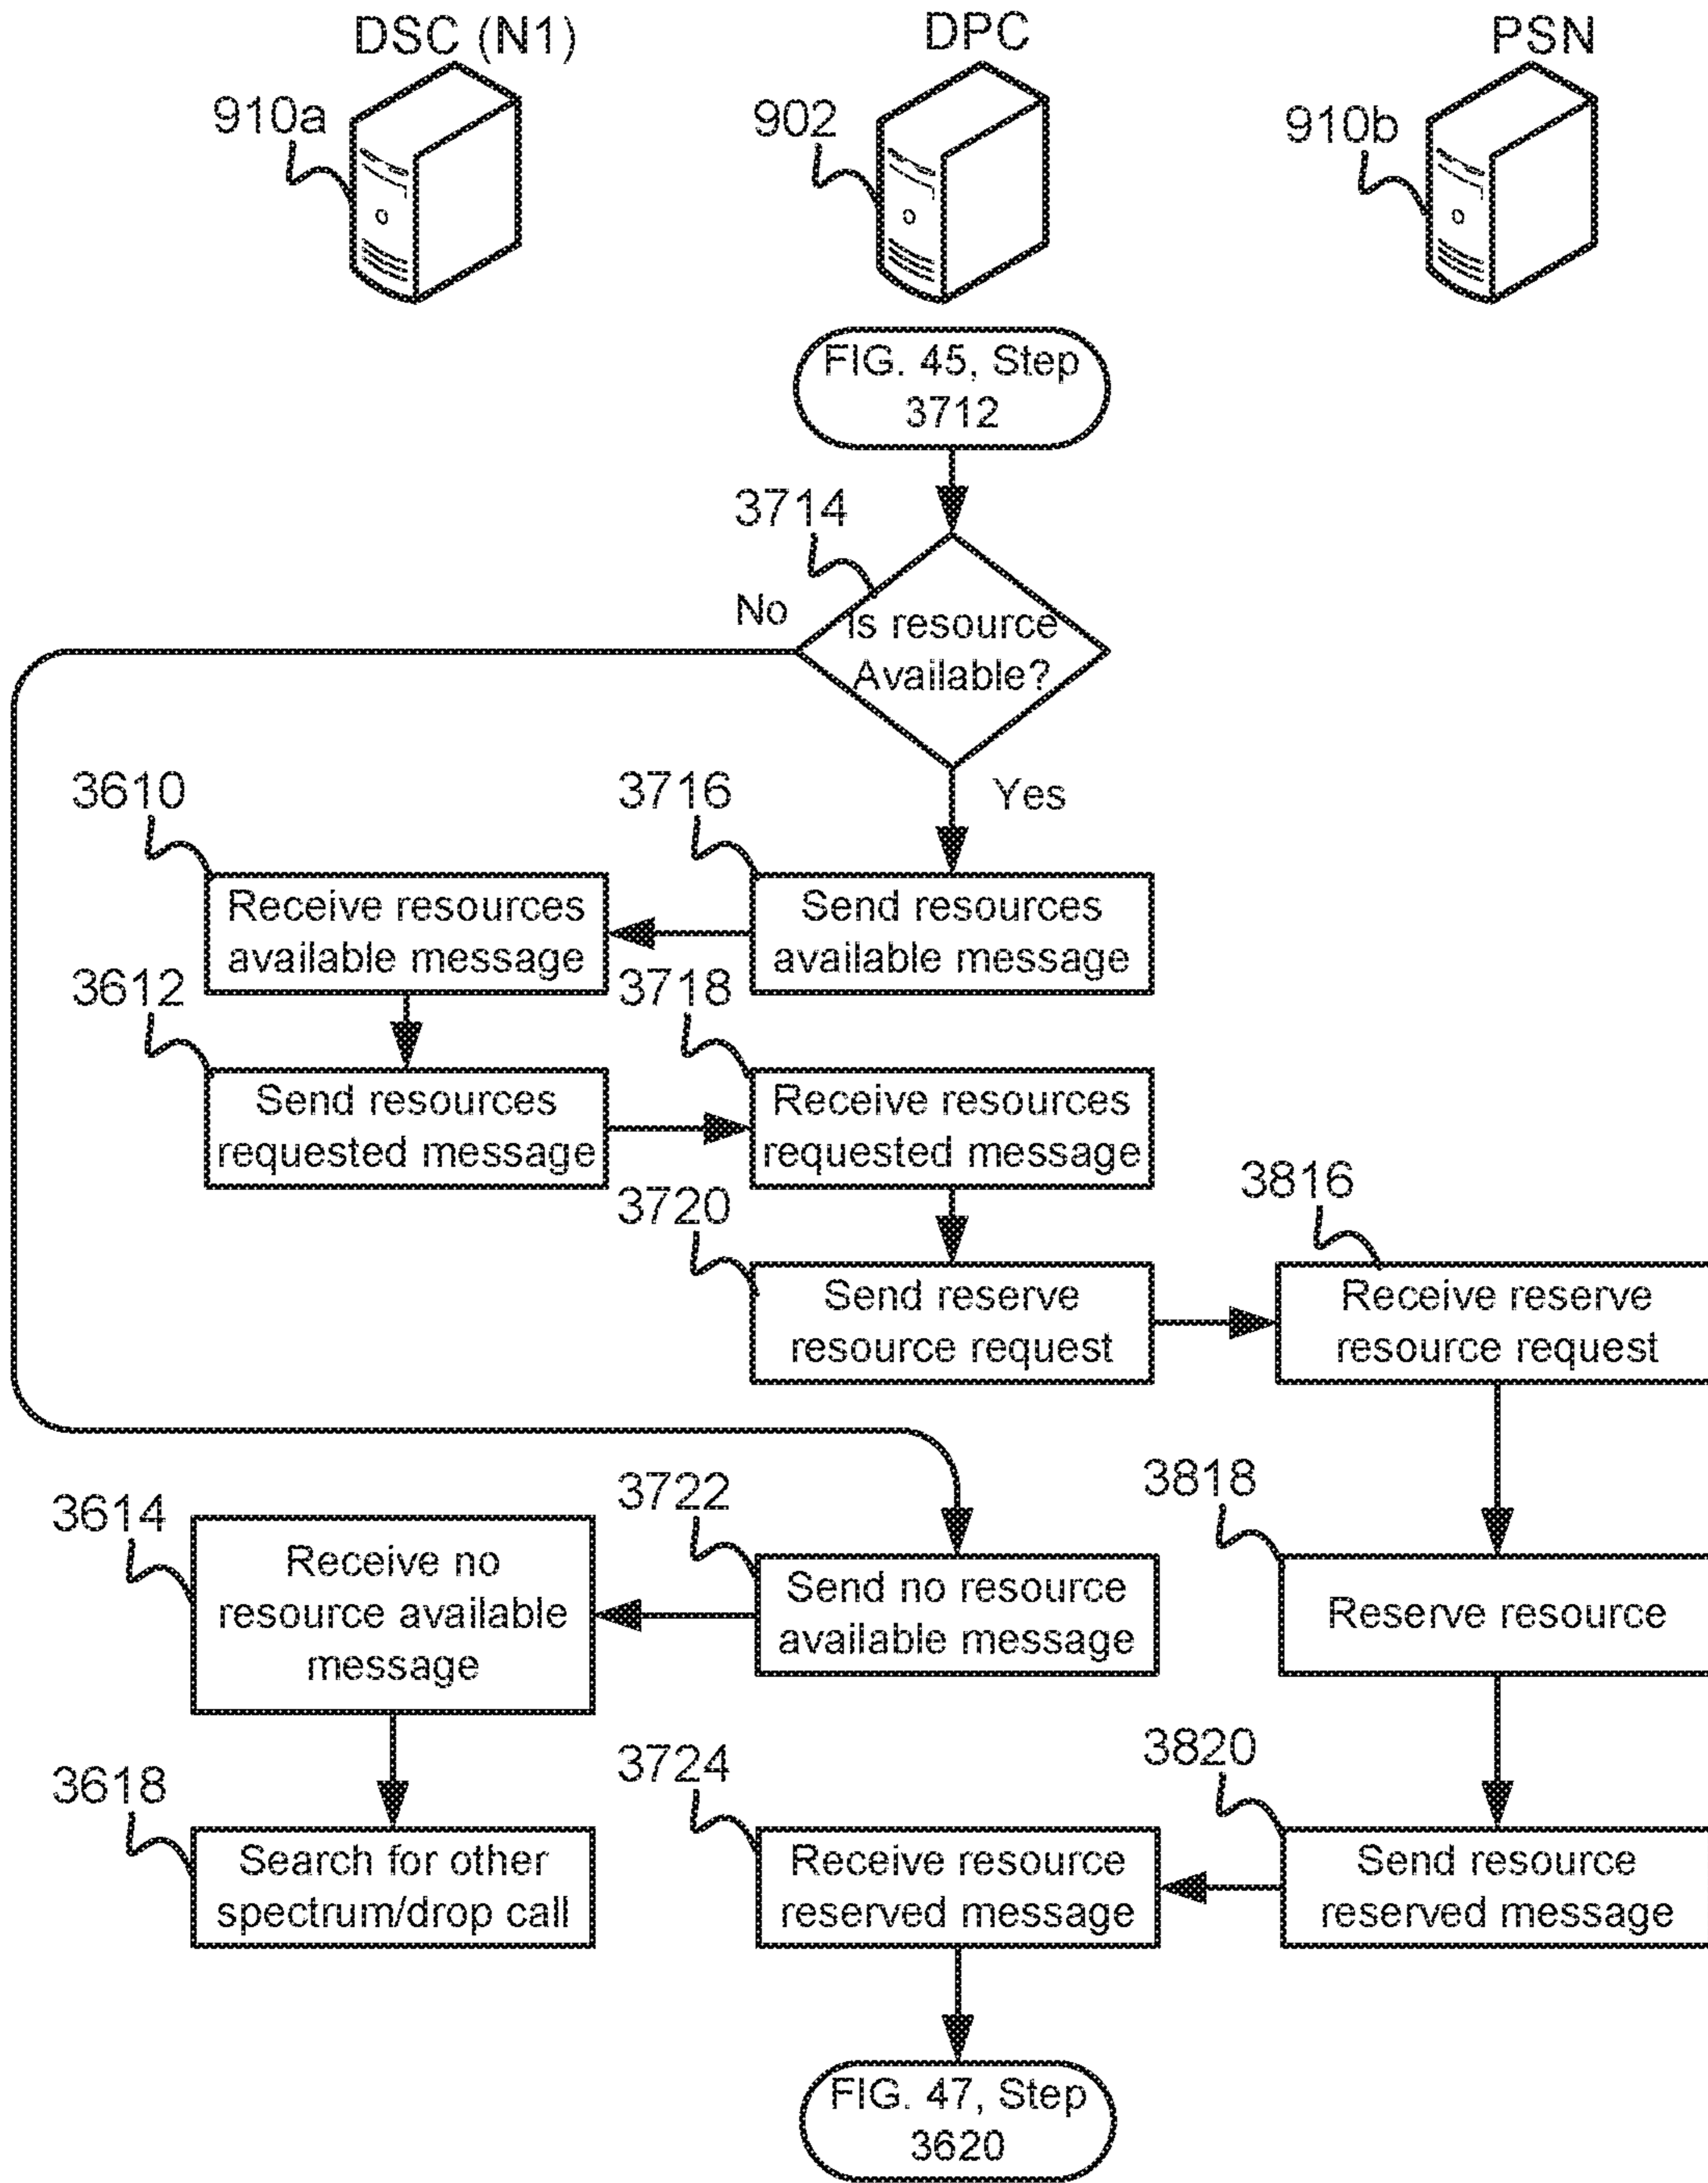 DSC (N1)
DPC
PSN
910a
902
910b
FIG. 45, Step
3712
3714
No
Is resource
Available?
Yes
3610
3716
Receive resources
available message
Send resources
available message
3612
3718
Send resources
requested message
Receive resources
requested message
3720
3816
Send reserve
resource request
Receive reserve
resource request
3614
3722
3818
Receive no
resource available
message
Send no resource
available message
Reserve resource
3618
3724
3820
Search for other
spectrum/drop call
Receive resource
reserved message
Send resource
reserved message
FIG. 47, Step
3620